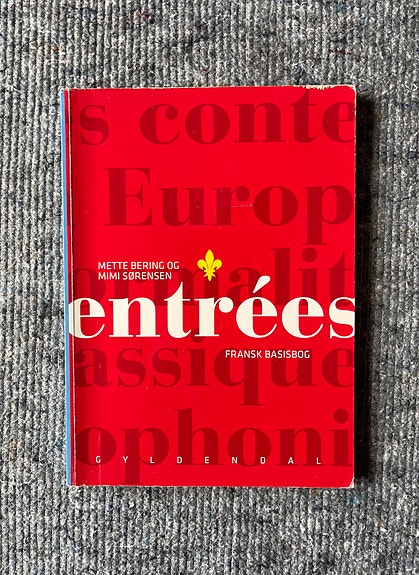 s conte
Europ
METTE BERING OG
MIMI SØRENSEN
entrées
FRANSK BASISBOG
assique
ophoni
GYLDENDAL